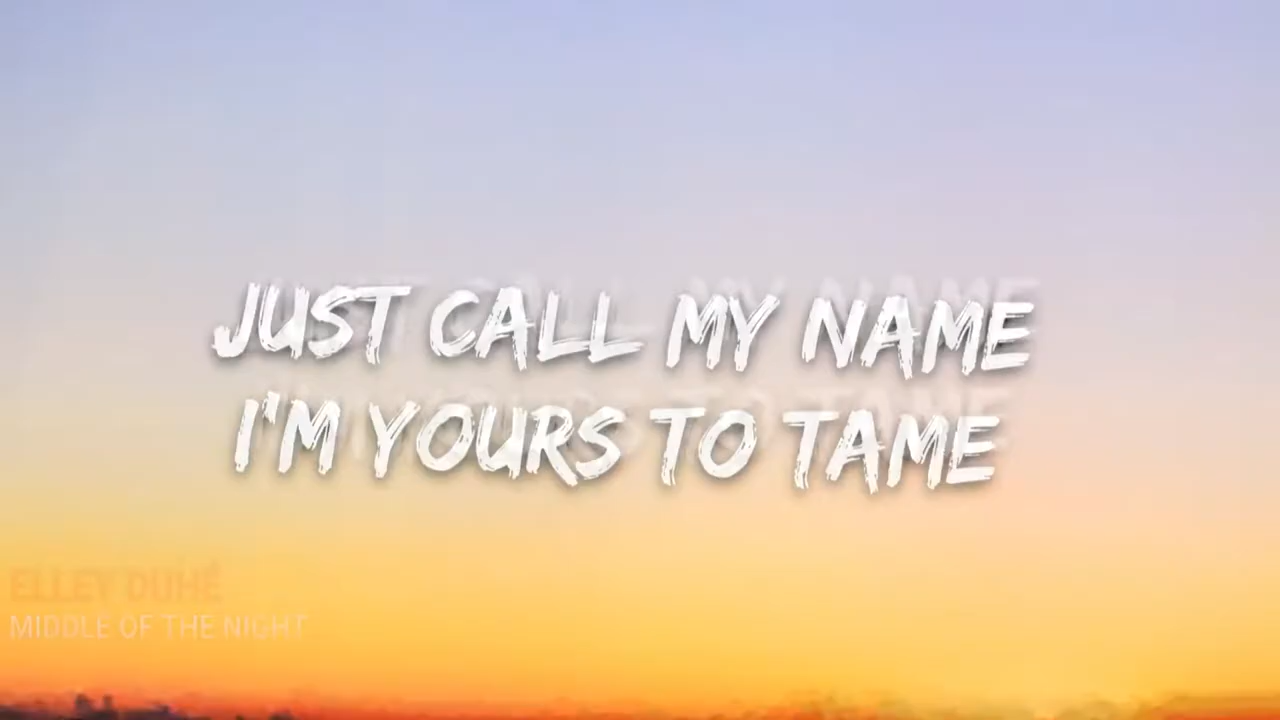 JUST CALL MY NAME
I'M YOURS TO TAME
ELLEY DUHÉ
MIDDLE OF THE NIGHT